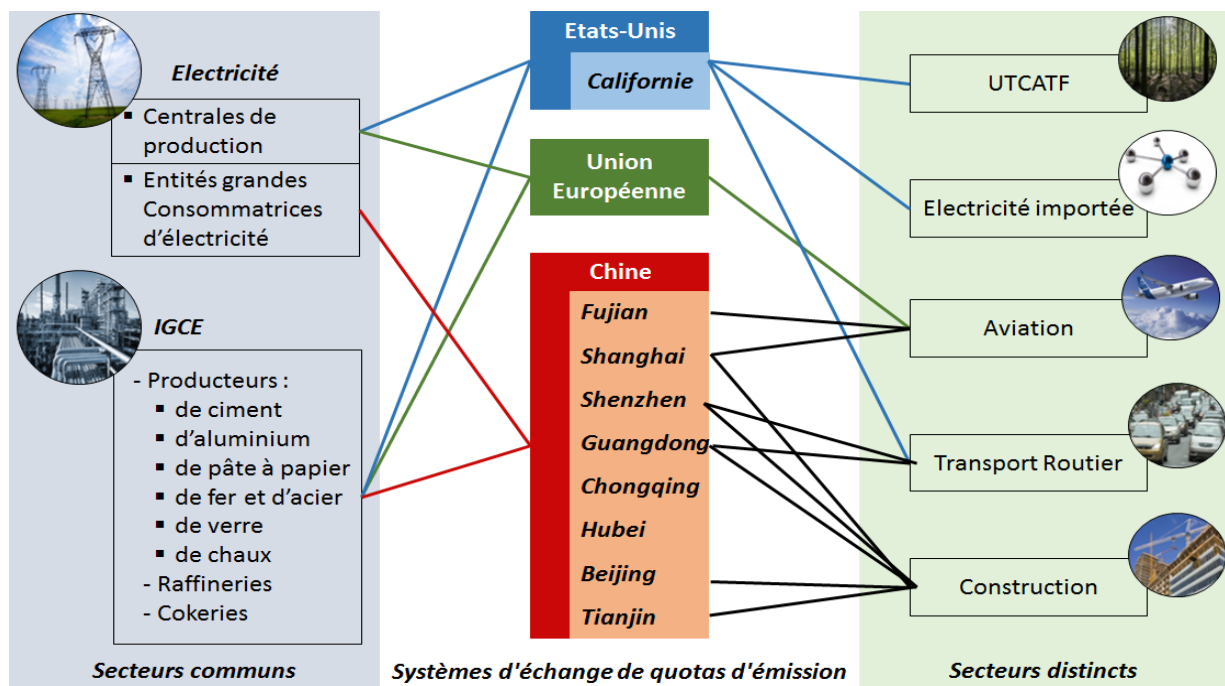 Electricité
▪ Centrales de
production
▪ Entités grandes
Consommatrices
d’électricité
IGCE
- Producteurs :
▪ de ciment
▪ d’aluminium
▪ de pâte à papier
▪ de fer et d’acier
▪ de verre
▪ de chaux
- Raffineries
- Cokeries
Secteurs communs
Etats-Unis
Californie
Union
Européenne
Chine
Fujian
Shanghai
Shenzhen
Guangdong
Chongqing
Hubei
Beijing
Tianjin
Systèmes d'échange de quotas d'émission
UTCATF
Electricité importée
Aviation
Transport Routier
Construction
Secteurs distincts